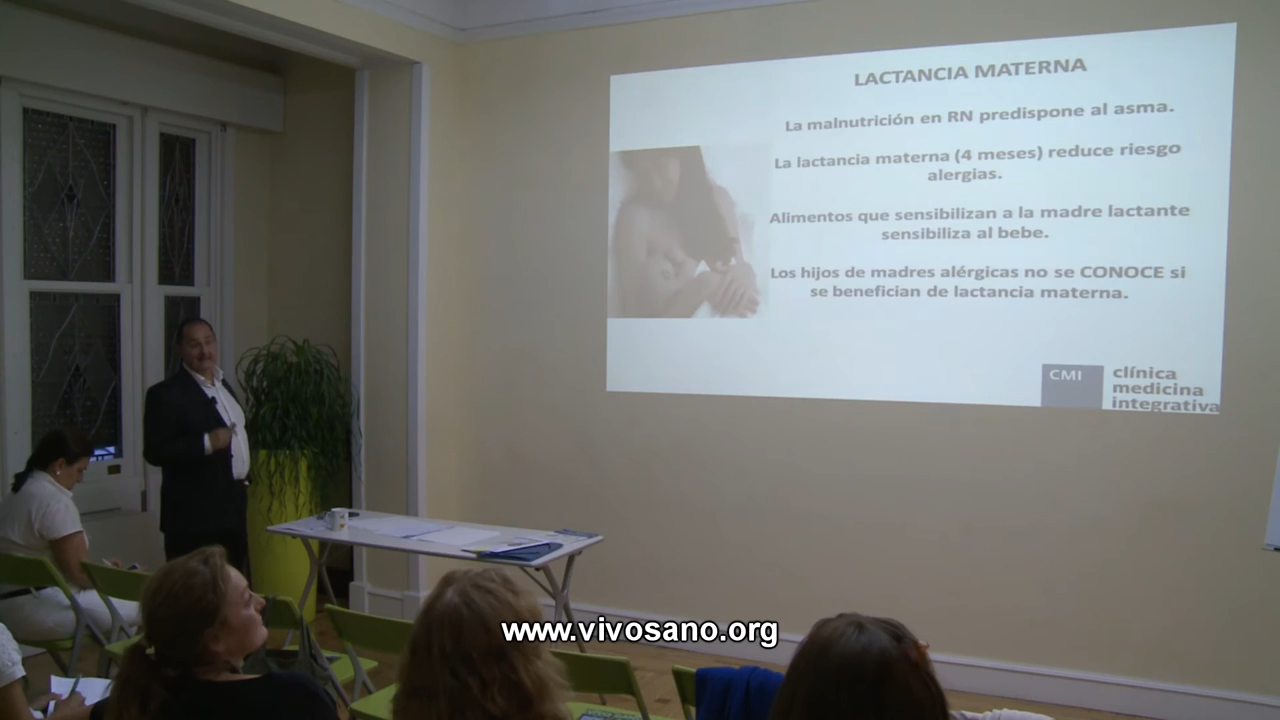 LACTANCIA MATERNA
La malnutrición en RN predispone al asma.
La lactancia materna (4 meses) reduce riesgo
alergias.
Alimentos que sensibilizan a la madre lactante
sensibiliza al bebe.
Los hijos de madres alérgicas no se CONOCE si
se benefician de lactancia materna.
CMI
clínica
medicina
integrativa
www.vivosano.org